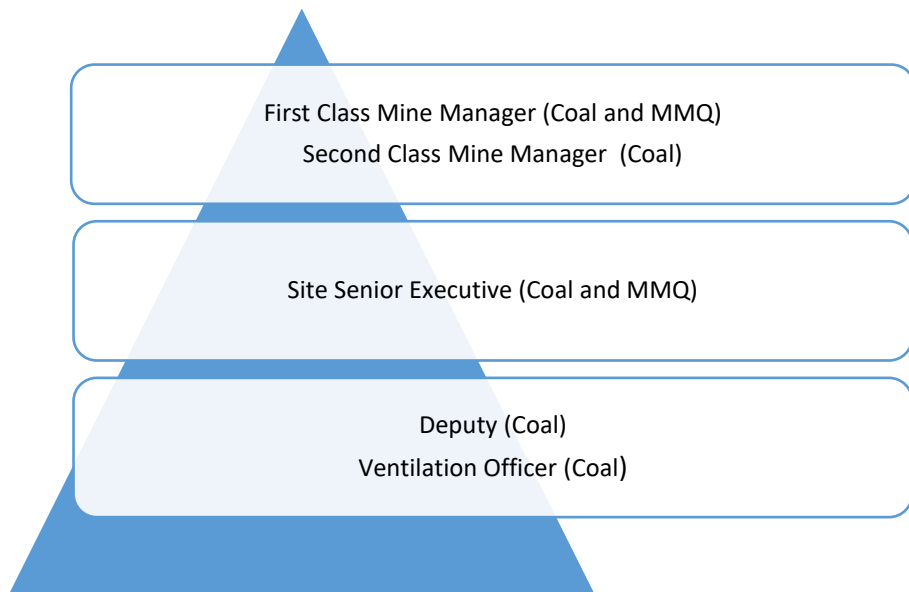 First Class Mine Manager (Coal and MMQ)
Second Class Mine Manager  (Coal)
Site Senior Executive (Coal and MMQ)
Deputy (Coal)
Ventilation Officer (Coal)